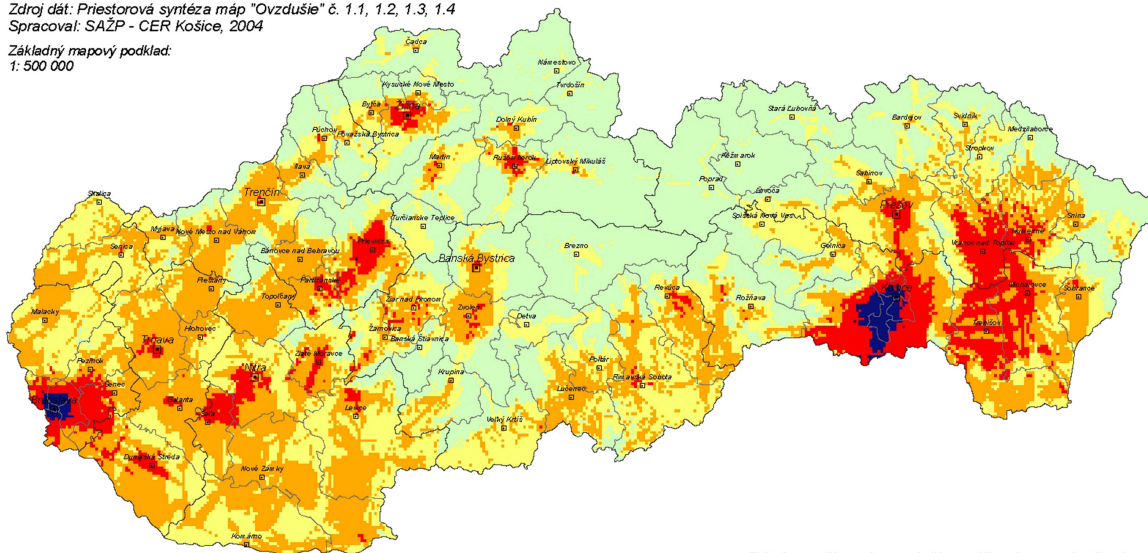 Zdroj dát: Priestorová syntéza máp "Ovzdušie" č. 1.1, 1.2, 1.3, 1.4
Spracoval: SAŽP - CER Košice, 2004
Základný mapový podklad:
1: 500 000
Čadca
Námestovo
Kysucké Nové Mesto
Tvrdošín
Bytča
Žilina
Stará Ľubovňa
Bardejov
Svidník
Dolný Kubín
Púchov
Považská Bystrica
Medzilaborce
Stropkov
Martin
Ružomberok
Liptovský Mikuláš
Kežmarok
Ilava
Poprad
Sabinov
Levoča
Trenčín
Skalica
Prešov
Turčianske Teplice
Spišská Nová Ves
Snina
Myjava
Nové Mesto nad Váhom
Humenné
Senica
Prievidza
Brezno
Vranov nad Topľou
Bánovce nad Bebravou
Gelnica
Banská Bystrica
Piešťany
Partizánske
Košice
Michalovce
Revúca
Sobrance
Topoľčany
Žiar nad Hronom
Rožňava
Malacky
Zvolen
Detva
Hlohovec
Žarnovica
Trebišov
Trnava
Banská Štiavnica
Zlaté Moravce
Pezinok
Poltár
Nitra
Krupina
Rimavská Sobota
Senec
Lučenec
Bratislava
Galanta
Levice
Šaľa
Veľký Krtíš
Dunajská Streda
Nové Zámky
Komárno